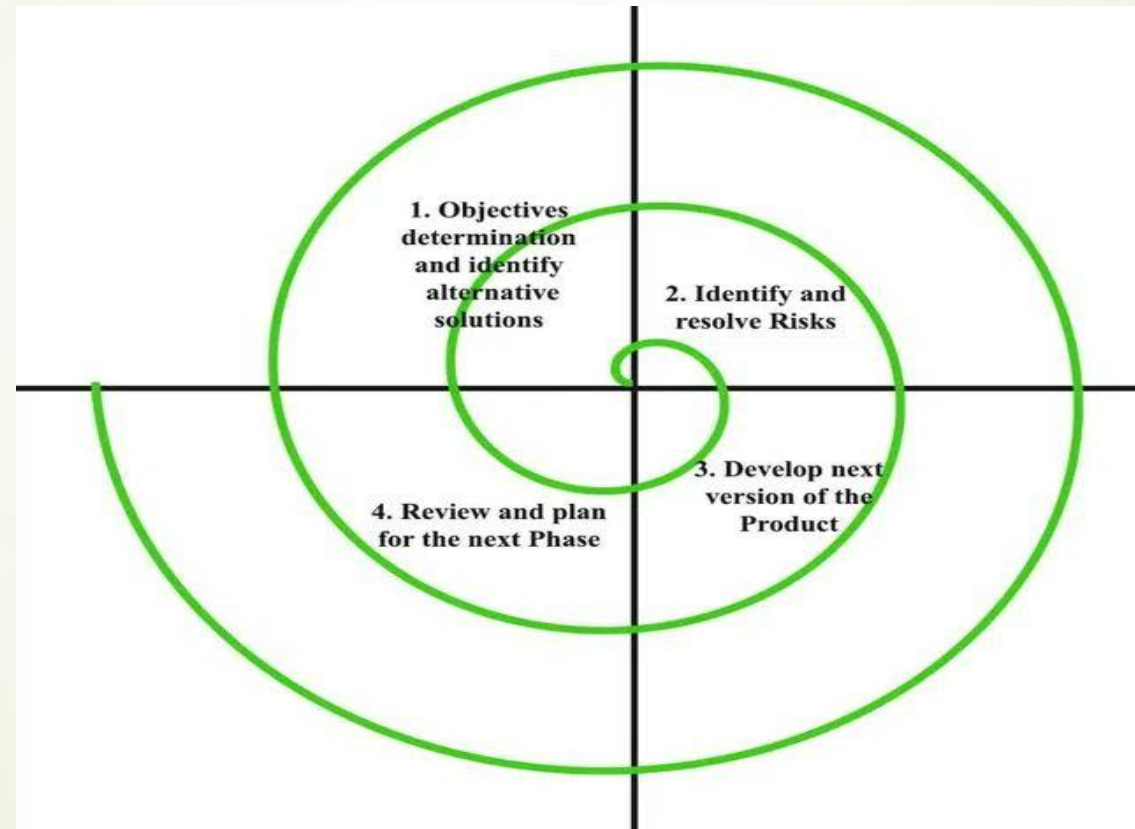 1. Objectives
determination
and identify
alternative
solutions
2. Identify and
resolve Risks
3. Develop next
version of the
Product
4. Review and plan
for the next Phase